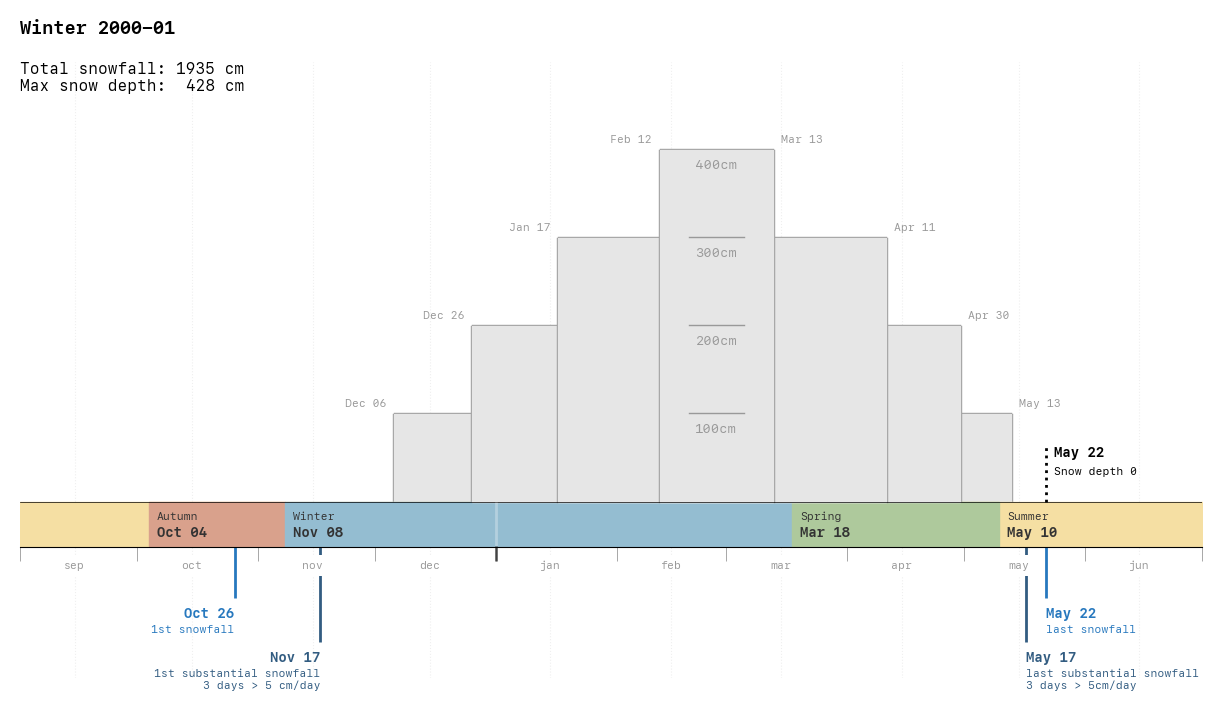 Winter 2000–01
Total snowfall: 1935 cm
Max snow depth:  428 cm
Feb 12
Mar 13
400cm
Jan 17
Apr 11
300cm
Dec 26
Apr 30
200cm
Dec 06
May 13
100cm
May 22
Snow depth 0
Autumn
Oct 04
Winter
Nov 08
Spring
Mar 18
Summer
May 10
sep oct nov dec jan feb mar apr may jun
Oct 26
1st snowfall
May 22
last snowfall
Nov 17
1st substantial snowfall
3 days > 5 cm/day
May 17
last substantial snowfall
3 days > 5cm/day